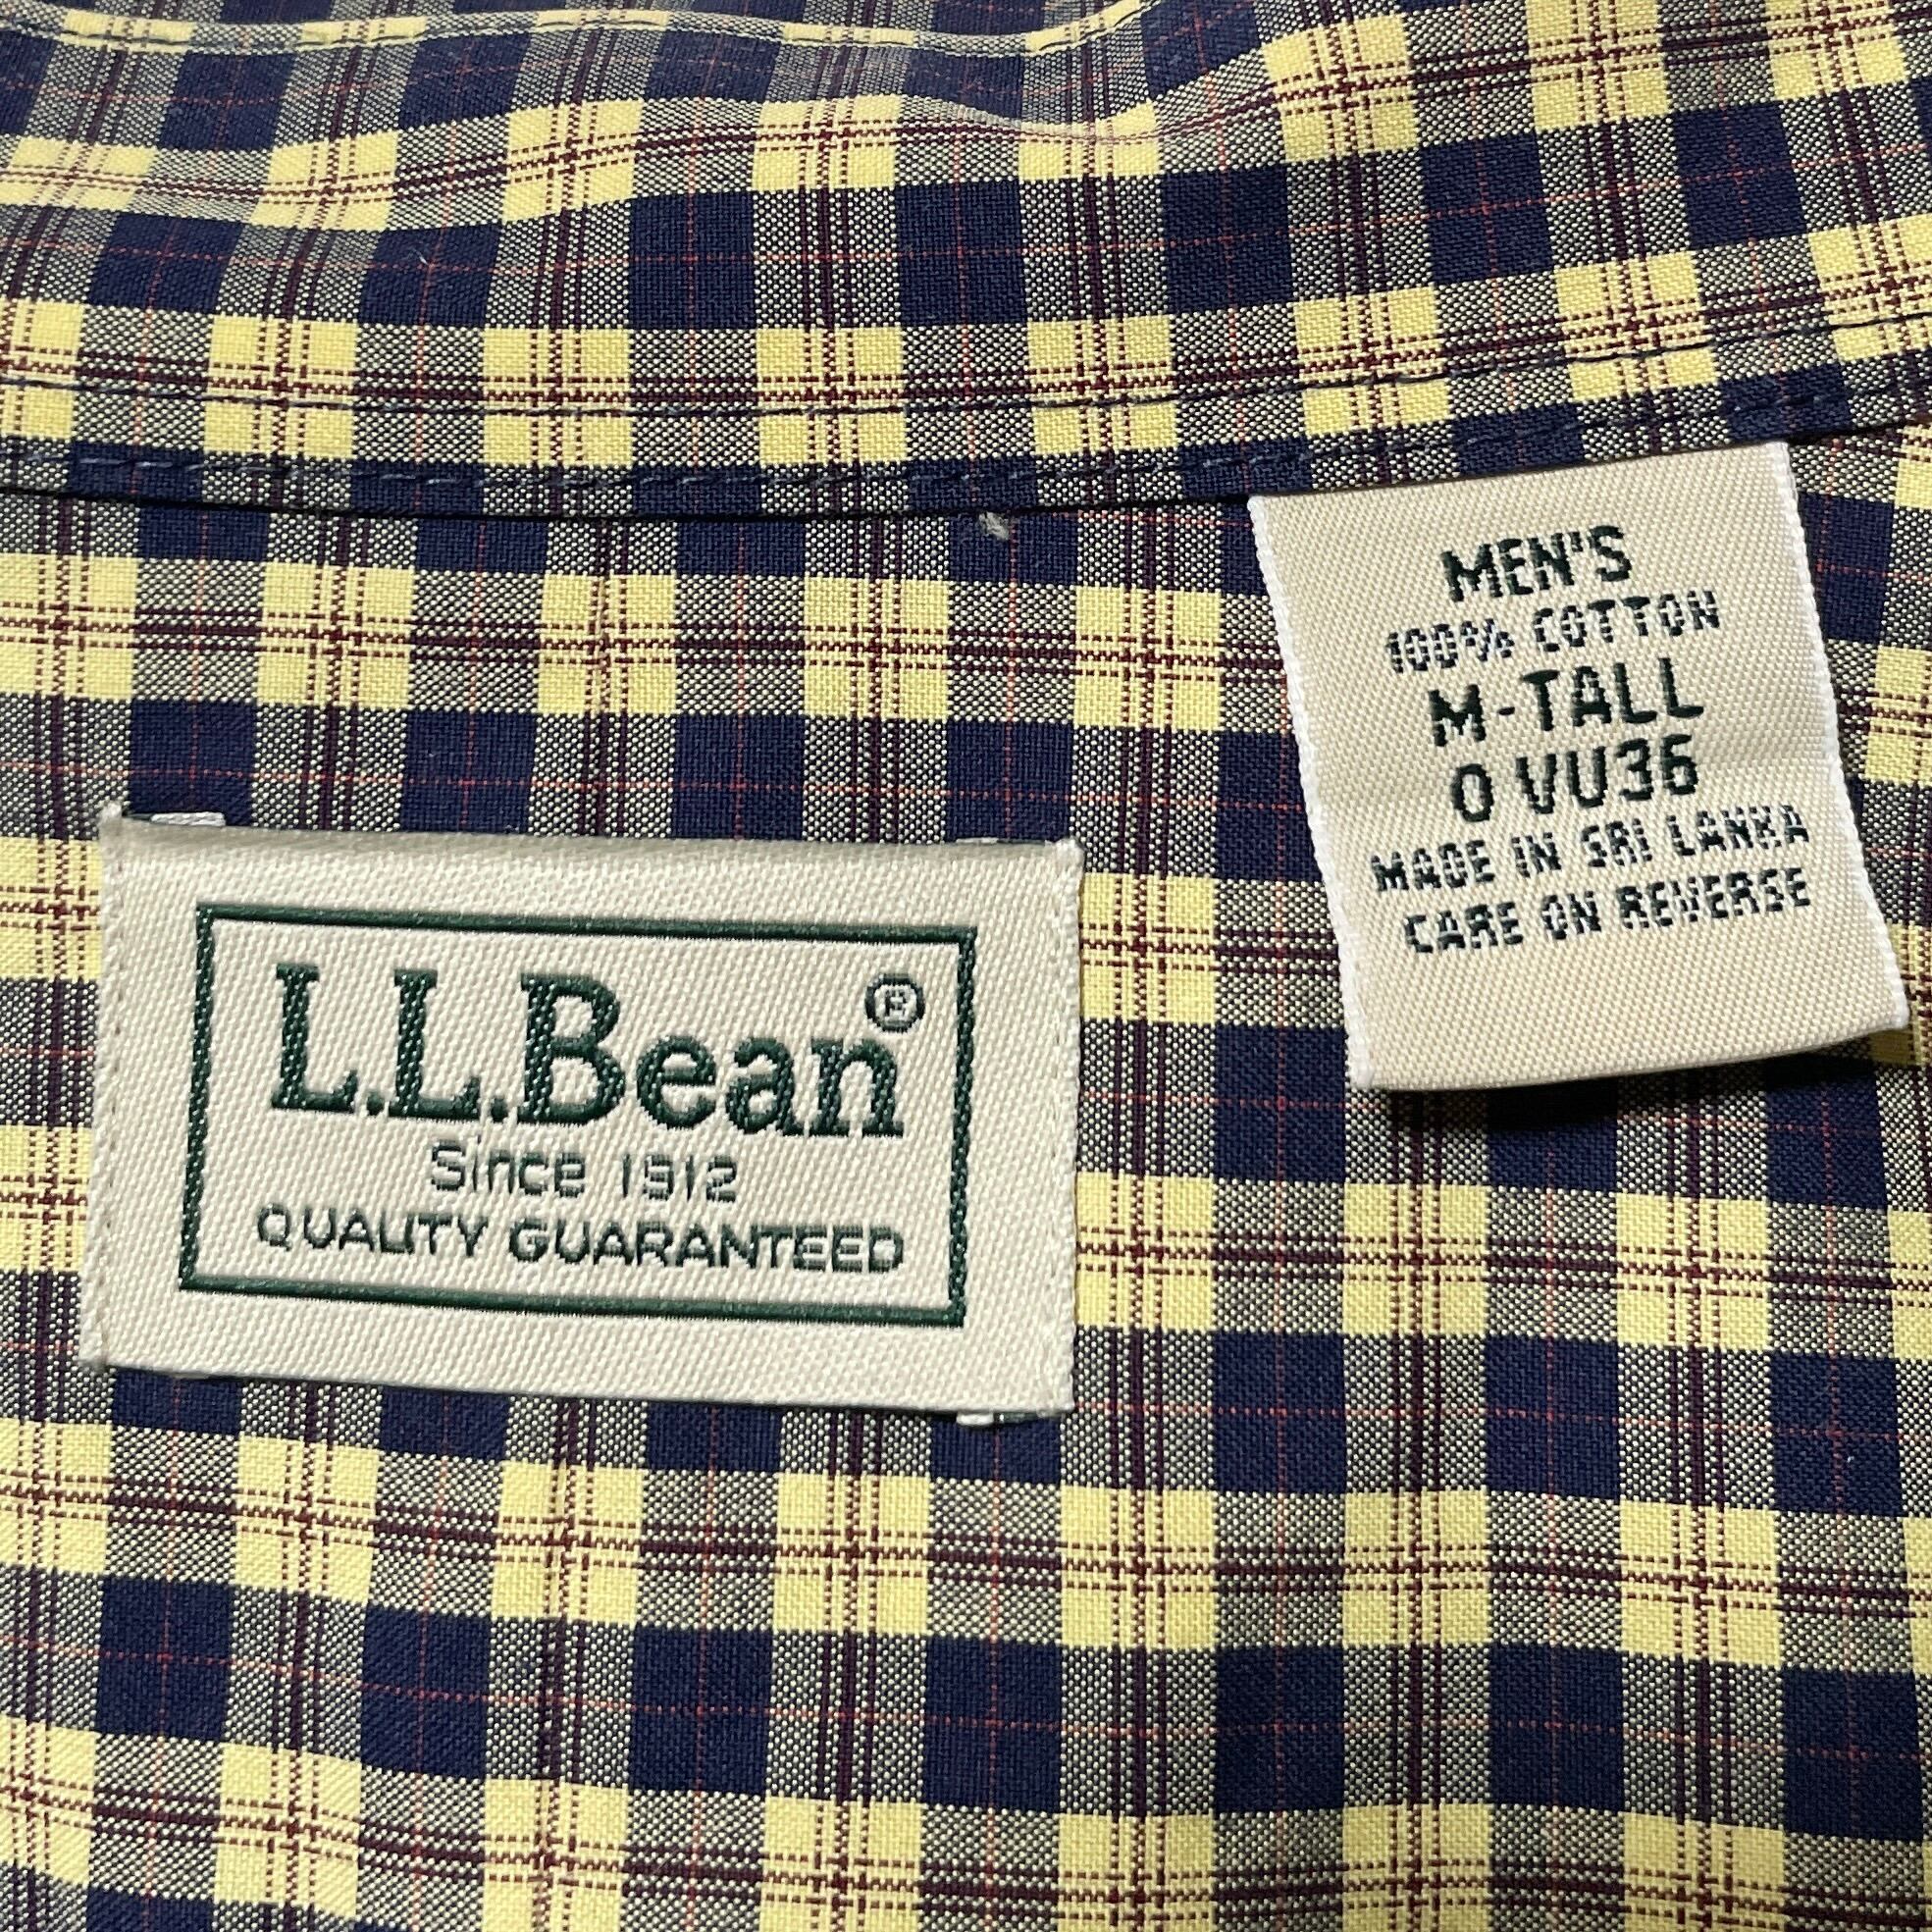 MEN'S
100% COTTON
M-TALL
0 VU36
MADE IN SRI LANKA
CARE ON REVERSE
L.L.Bean®
Since 1912
QUALITY GUARANTEED